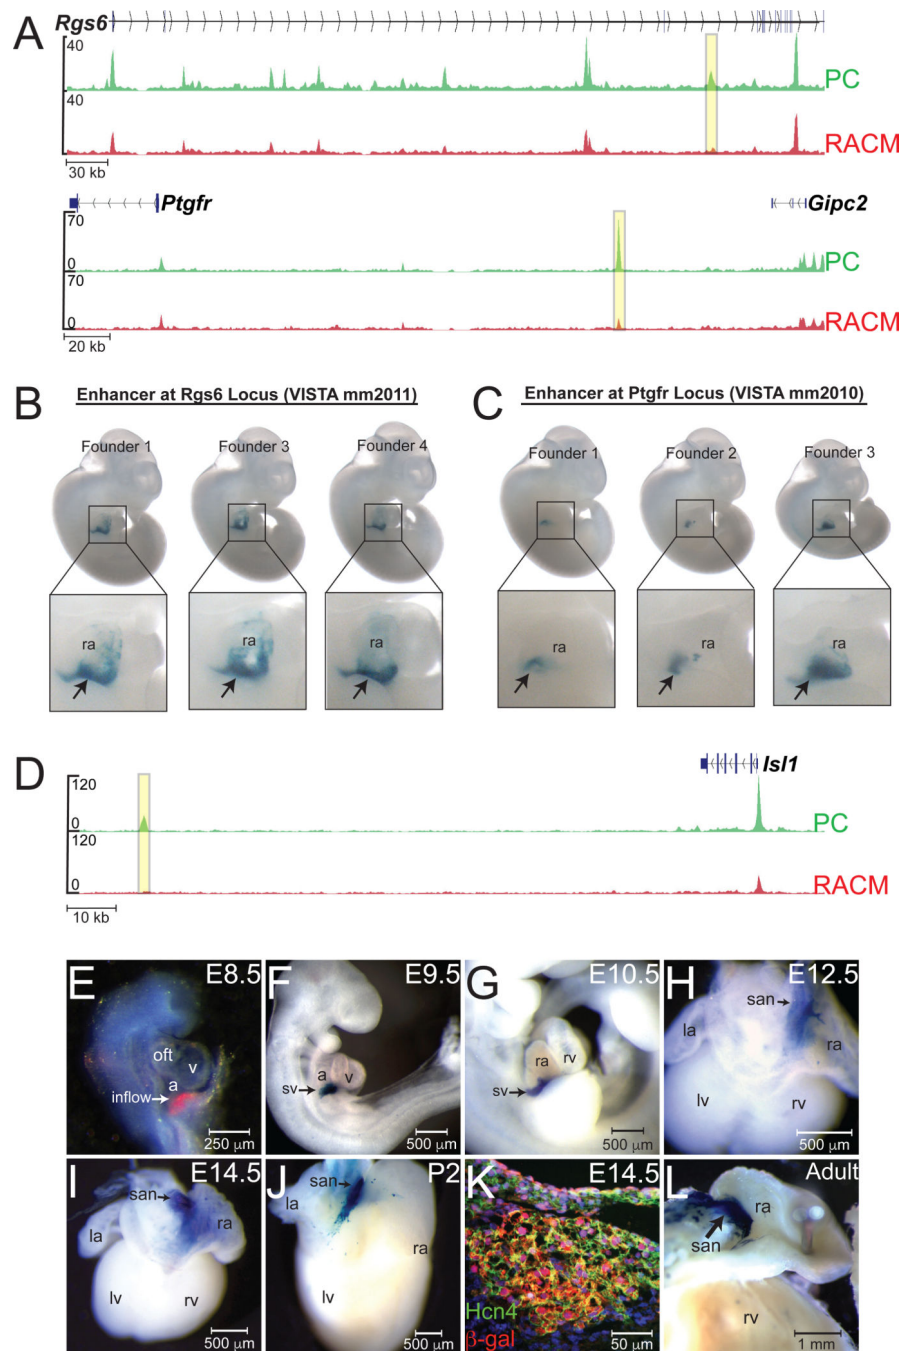 A
Rgs6
40
PC
40
RACM
30 kb
Ptgfr
Gipc2
70
0
PC
70
0
RACM
20 kb
B
Enhancer at Rgs6 Locus (VISTA mm2011)
Founder 1
Founder 3
Founder 4
ra
ra
ra
C
Enhancer at Ptgfr Locus (VISTA mm2010)
Founder 1
Founder 2
Founder 3
ra
ra
ra
D
Isl1
120
0
PC
120
0
RACM
10 kb
E
E8.5
oft
v
a
inflow
250 μm
F
E9.5
a
v
sv
500 μm
G
E10.5
ra
rv
sv
500 μm
H
E12.5
san
la
ra
lv
rv
500 μm
I
E14.5
san
la
ra
lv
rv
500 μm
J
P2
san
la
ra
lv
500 μm
K
E14.5
Hcn4
β-gal
50 μm
L
Adult
ra
san
rv
1 mm